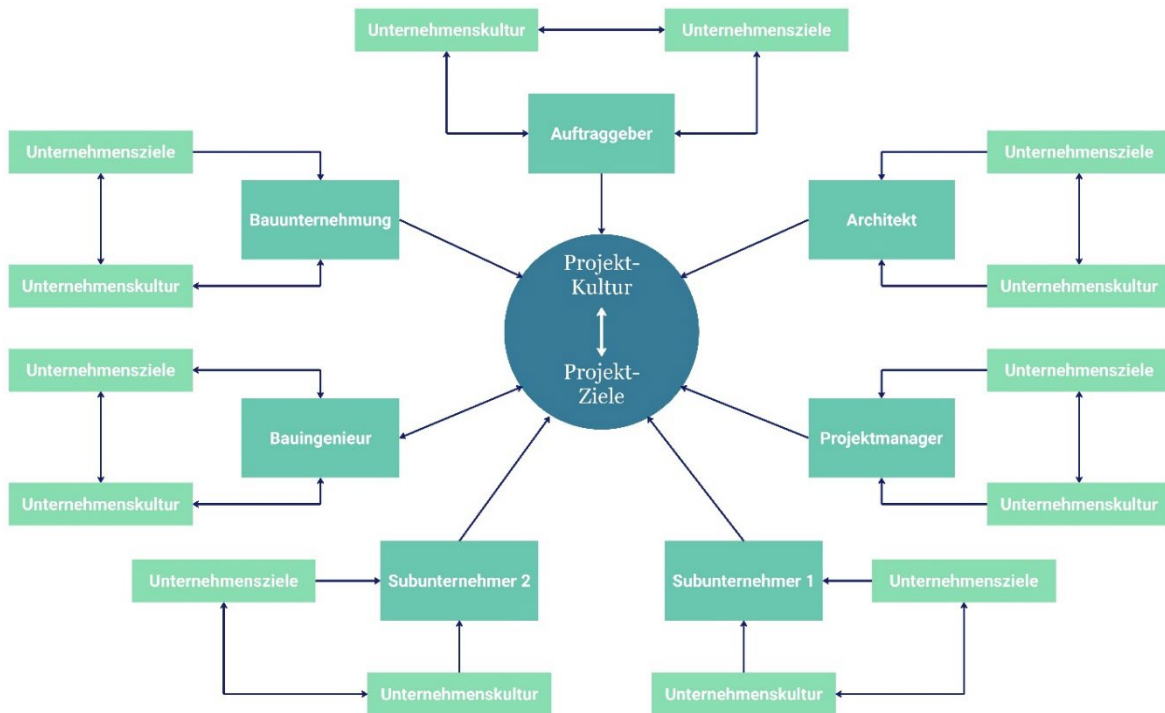 Unternehmenskultur
Unternehmensziele
Auftraggeber
Unternehmensziele
Bauunternehmung
Unternehmenskultur
Unternehmensziele
Architekt
Unternehmenskultur
Projekt-
Kultur
Projekt-
Ziele
Unternehmensziele
Bauingenieur
Unternehmenskultur
Unternehmensziele
Projektmanager
Unternehmenskultur
Unternehmensziele
Subunternehmer 2
Unternehmenskultur
Subunternehmer 1
Unternehmensziele
Unternehmenskultur